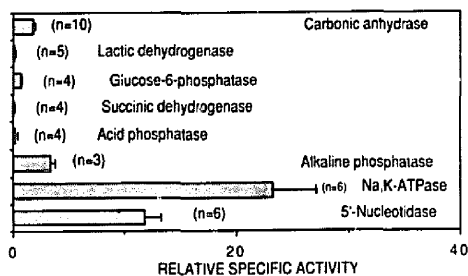 (n=10) Carbonic anhydrase
(n=5) Lactic dehydrogenase
(n=4) Glucose-6-phosphatase
(n=4) Succinic dehydrogenase
(n=4) Acid phosphatase
(n=3) Alkaline phosphatase
(n=6) Na,K-ATPase
(n=6) 5'-Nucleotidase
0 20 40
RELATIVE SPECIFIC ACTIVITY